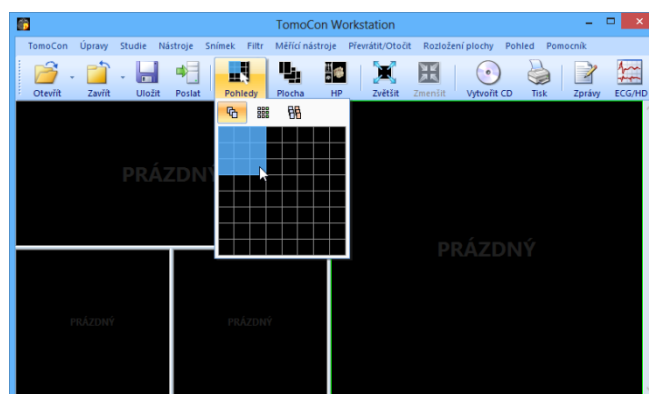 TomoCon Workstation
TomoCon Úpravy Studie Nástroje Snímek Filtr Měřící nástroje Převrátit/Otočit Rozložení plochy Pohled Pomocník
Otevřít Zavřít Uložit Poslat Pohledy Plocha HP Zvětšit Zmenšit Vytvořit CD Tisk Zprávy ECG/HD
PRÁZDNÝ
PRÁZDNÝ
PRÁZDNÝ PRÁZDNÝ